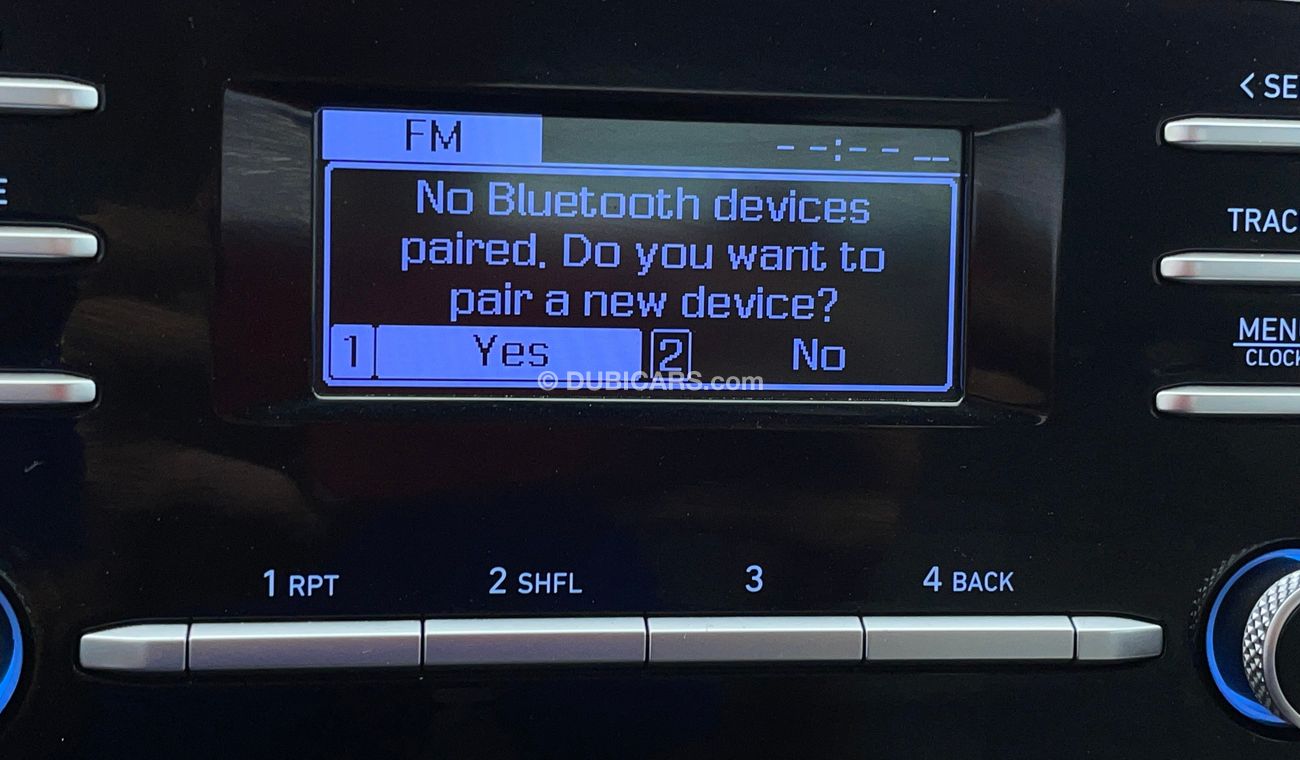 < SE
FM --:-- __
No Bluetooth devices
paired. Do you want to
pair a new device?
1 Yes 2 No
© DUBICARS.com
E
TRAC
MEN
CLOCK
1 RPT 2 SHFL 3 4 BACK